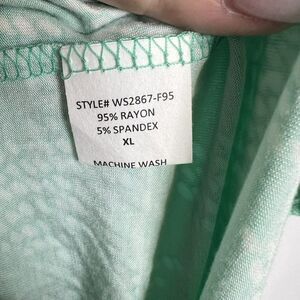 STYLE# WS2867-F95
95% RAYON
5% SPANDEX
XL
MACHINE WASH